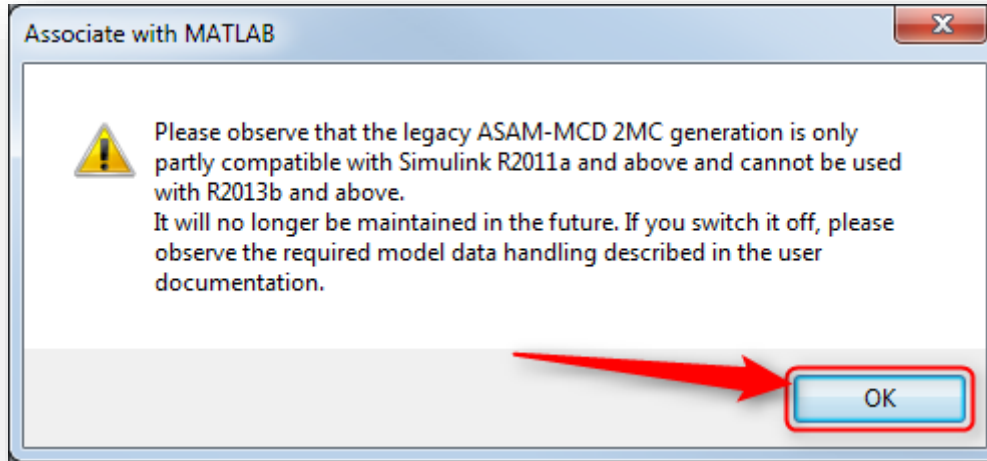 Associate with MATLAB
Please observe that the legacy ASAM-MCD 2MC generation is only
partly compatible with Simulink R2011a and above and cannot be used
with R2013b and above.
It will no longer be maintained in the future. If you switch it off, please
observe the required model data handling described in the user
documentation.
OK